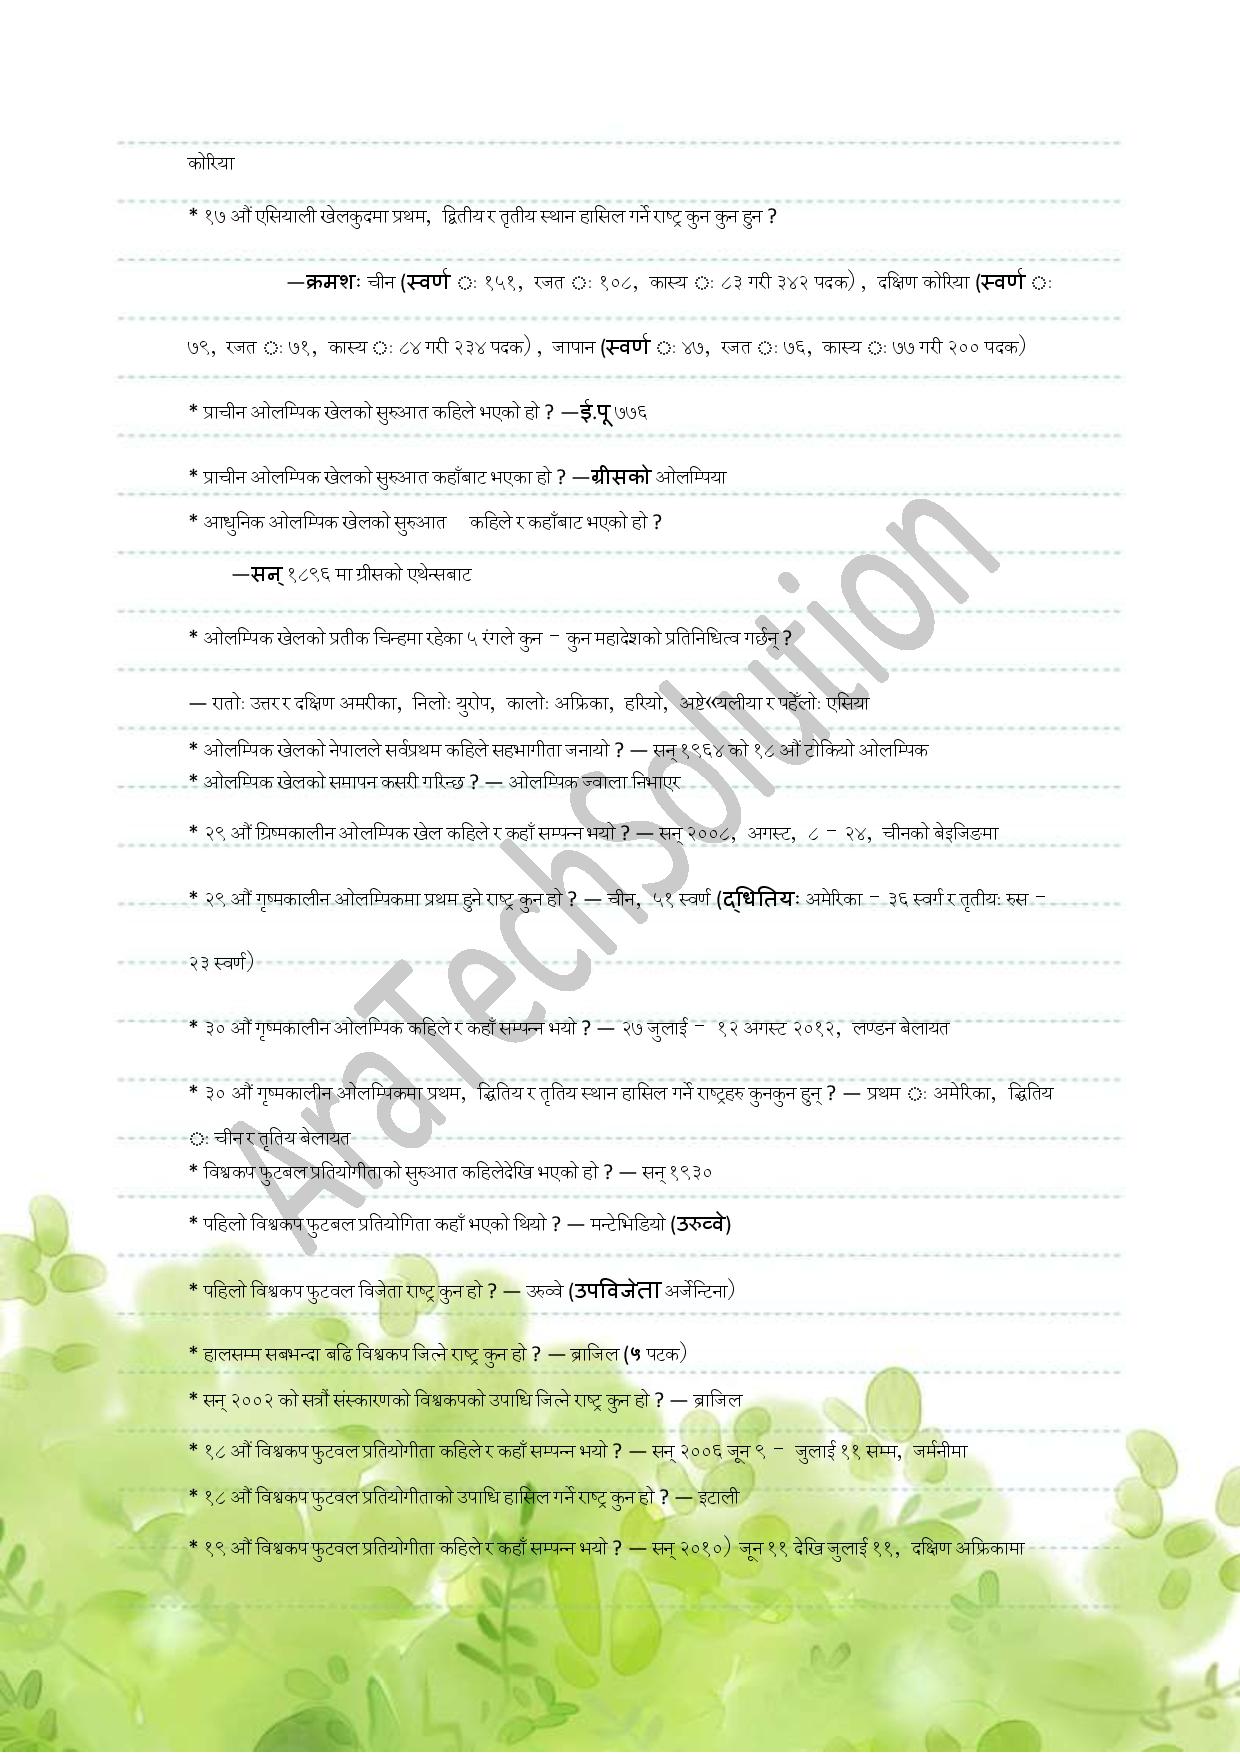 कोरिया
* १७ औं एसियाली खेलकुदमा प्रथम, द्वितीय र तृतीय स्थान हासिल गर्ने राष्ट्र कुन कुन हुन ?
—क्रमशः चीन (स्वर्ण ः १५१, रजत ः १०८, कास्य ः ८३ गरी ३४२ पदक) , दक्षिण कोरिया (स्वर्ण ः
७९, रजत ः ७१, कास्य ः ८४ गरी २३४ पदक) , जापान (स्वर्ण ः ४७, रजत ः ७६, कास्य ः ७७ गरी २०० पदक)
* प्राचीन ओलम्पिक खेलको सुरुआत कहिले भएको हो ? —ई.पू ७७६
* प्राचीन ओलम्पिक खेलको सुरुआत कहाँबाट भएका हो ? —ग्रीसको ओलम्पिया
* आधुनिक ओलम्पिक खेलको सुरुआत कहिले र कहाँबाट भएको हो ?
—सन् १८९६ मा ग्रीसको एथेन्सबाट
* ओलम्पिक खेलको प्रतीक चिन्हमा रहेका ५ रंगले कुन – कुन महादेशको प्रतिनिधित्व गर्छन् ?
— रातोः उत्तर र दक्षिण अमरीका, निलोः युरोप, कालोः अफ्रिका, हरियो, अष्टे«यलीया र पहेँलोः एसिया
* ओलम्पिक खेलको नेपालले सर्वप्रथम कहिले सहभागीता जनायो ? — सन् १९६४ को १८ औं टोकियो ओलम्पिक
* ओलम्पिक खेलको समापन कसरी गरिन्छ ? — ओलम्पिक ज्वाला निभाएर
* २९ औं ग्रिष्मकालीन ओलम्पिक खेल कहिले र कहाँ सम्पन्न भयो ? — सन् २००८, अगस्ट, ८ – २४, चीनको बेइजिङमा
* २९ औं गृष्मकालीन ओलम्पिकमा प्रथम हुने राष्ट्र कुन हो ? — चीन, ५१ स्वर्ण (द्धितियः अमेरिका – ३६ स्वर्ग र तृतीयः रुस –
२३ स्वर्ण)
* ३० औं गृष्मकालीन ओलम्पिक कहिले र कहाँ सम्पन्न भयो ? — २७ जुलाई – १२ अगस्ट २०१२, लण्डन बेलायत
* ३० औं गृष्मकालीन ओलम्पिकमा प्रथम, द्धितिय र तृतिय स्थान हासिल गर्ने राष्ट्रहरु कुनकुन हुन् ? — प्रथम ः अमेरिका, द्धितिय
ः चीन र तृतिय बेलायत
* विश्वकप फुटबल प्रतियोगीताको सुरुआत कहिलेदेखि भएको हो ? — सन् १९३०
* पहिलो विश्वकप फुटबल प्रतियोगिता कहाँ भएको थियो ? — मन्टेभिडियो (उरुव्वे)
* पहिलो विश्वकप फुटवल विजेता राष्ट्र कुन हो ? — उरुव्वे (उपविजेता अर्जेन्टिना)
* हालसम्म सबभन्दा बढि विश्वकप जित्ने राष्ट्र कुन हो ? — ब्राजिल (५ पटक)
* सन् २००२ को सत्रौं संस्कारणको विश्वकपको उपाधि जित्ने राष्ट्र कुन हो ? — ब्राजिल
* १८ औं विश्वकप फुटवल प्रतियोगीता कहिले र कहाँ सम्पन्न भयो ? — सन् २००६ जून ९ – जुलाई ११ सम्म, जर्मनीमा
* १८ औं विश्वकप फुटवल प्रतियोगीताको उपाधि हासिल गर्ने राष्ट्र कुन हो ? — इटाली
* १९ औं विश्वकप फुटवल प्रतियोगीता कहिले र कहाँ सम्पन्न भयो ? — सन् २०१०) जून ११ देखि जुलाई ११, दक्षिण अफ्रिकामा
AraTechSolution